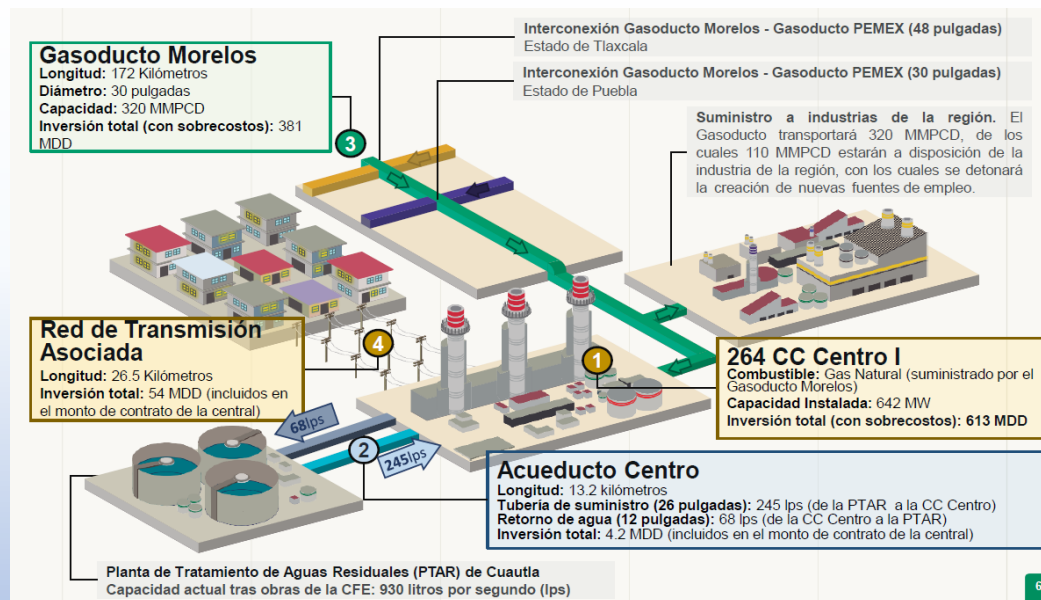 Interconexión Gasoducto Morelos - Gasoducto PEMEX (48 pulgadas)
Estado de Tlaxcala
Gasoducto Morelos
Longitud: 172 Kilómetros
Diámetro: 30 pulgadas
Capacidad: 320 MMPCD
Inversión total (con sobrecostos): 381
MDD
3
Interconexión Gasoducto Morelos - Gasoducto PEMEX (30 pulgadas)
Estado de Puebla
Suministro a industrias de la región. El
Gasoducto transportará 320 MMPCD, de los
cuales 110 MMPCD estarán a disposición de la
industria de la región, con los cuales se detonará
la creación de nuevas fuentes de empleo.
Red de Transmisión
Asociada
Longitud: 26.5 Kilómetros
Inversión total: 54 MDD (incluidos en
el monto de contrato de la central)
4
1
264 CC Centro I
Combustible: Gas Natural (suministrado por el
Gasoducto Morelos)
Capacidad Instalada: 642 MW
Inversión total (con sobrecostos): 613 MDD
68lps
2
245lps
Acueducto Centro
Longitud: 13.2 kilómetros
Tubería de suministro (26 pulgadas): 245 lps (de la PTAR a la CC Centro)
Retorno de agua (12 pulgadas): 68 lps (de la CC Centro a la PTAR)
Inversión total: 4.2 MDD (incluidos en el monto de contrato de la central)
Planta de Tratamiento de Aguas Residuales (PTAR) de Cuautla
Capacidad actual tras obras de la CFE: 930 litros por segundo (lps)
6